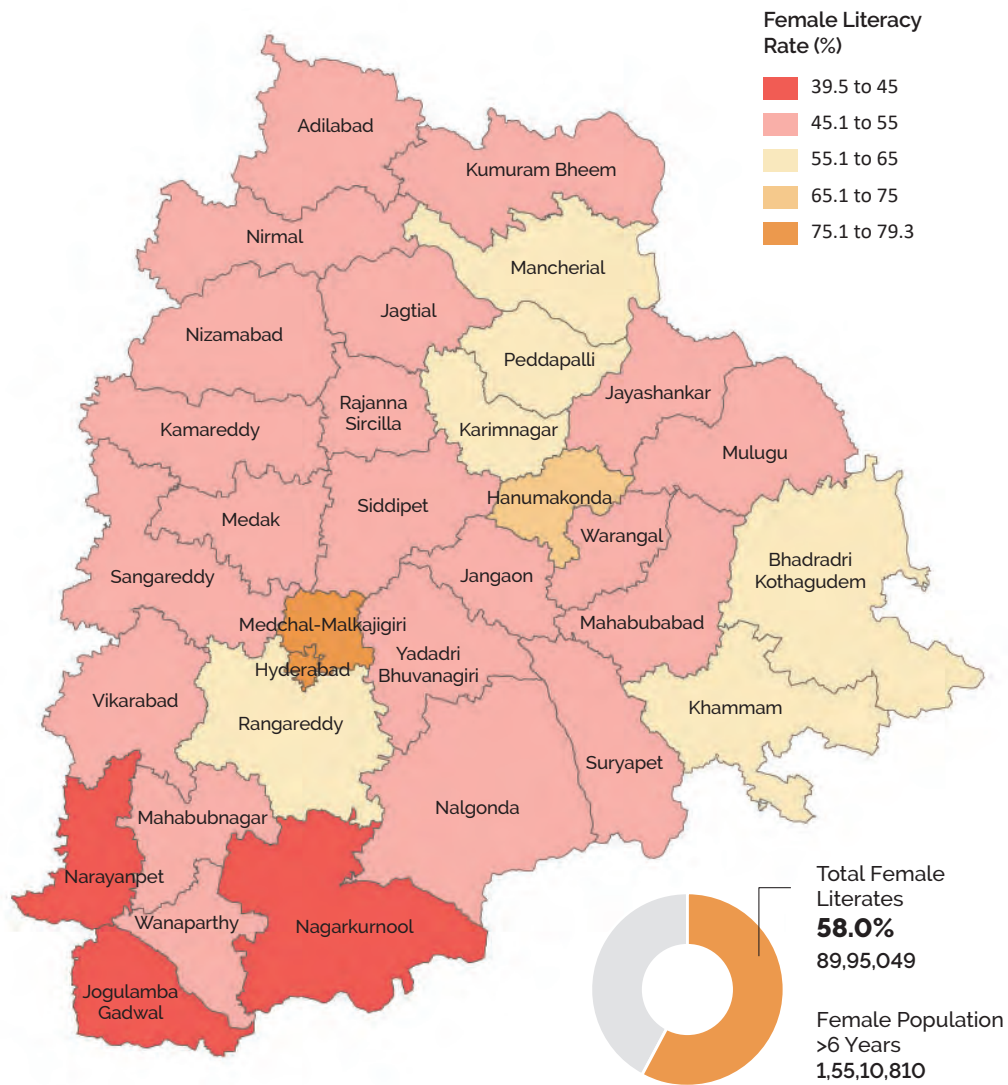 Female Literacy
Rate (%)
39.5 to 45
45.1 to 55
55.1 to 65
65.1 to 75
75.1 to 79.3
Adilabad
Kumuram Bheem
Nirmal
Mancherial
Jagtial
Nizamabad
Peddapalli
Jayashankar
Rajanna
Sircilla
Kamareddy
Karimnagar
Mulugu
Hanumakonda
Siddipet
Medak
Warangal
Bhadradri
Kothagudem
Sangareddy
Jangaon
Medchal-Malkajigiri
Mahabubabad
Yadadri
Bhuvanagiri
Hyderabad
Vikarabad
Khammam
Rangareddy
Suryapet
Nalgonda
Mahabubnagar
Narayanpet
Wanaparthy
Nagarkurnool
Jogulamba
Gadwal
Total Female
Literates
58.0%
89,95,049
Female Population
>6 Years
1,55,10,810